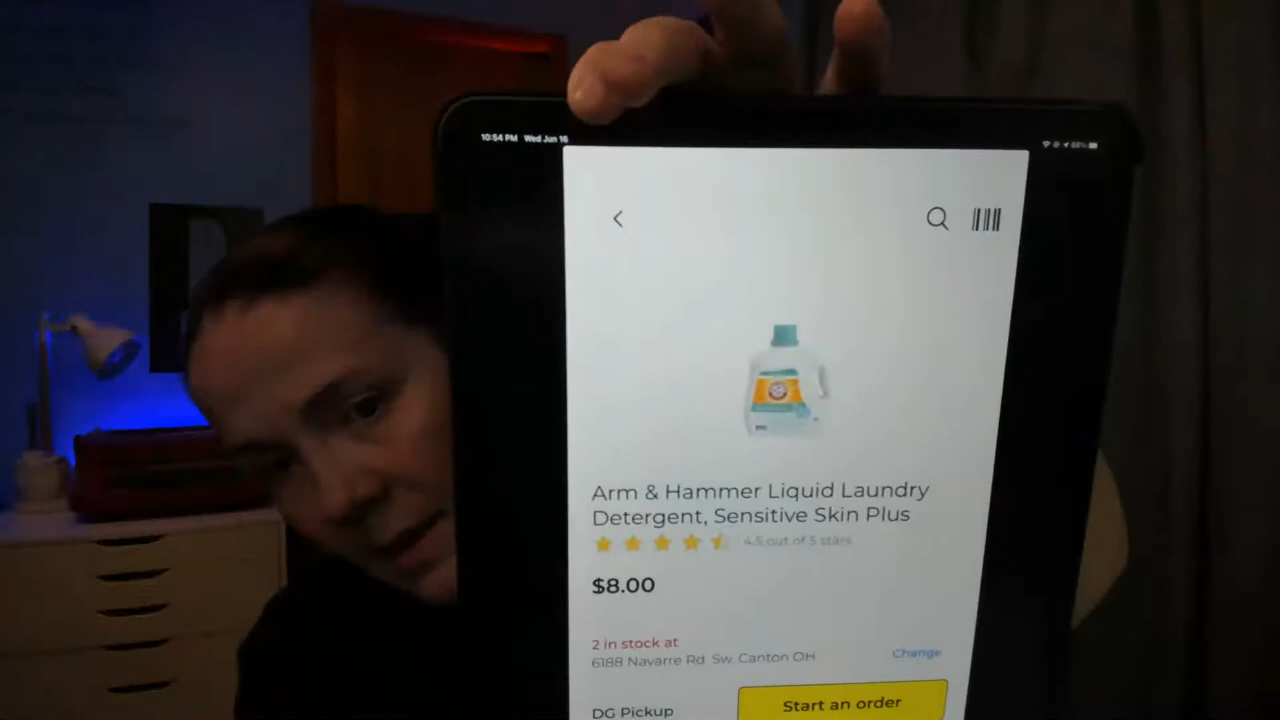 10:54 PM Wed Jun 16
68%
Arm & Hammer Liquid Laundry
Detergent, Sensitive Skin Plus
4.5 out of 5 stars
$8.00
2 in stock at
6188 Navarre Rd Sw, Canton OH
Change
DG Pickup
Start an order